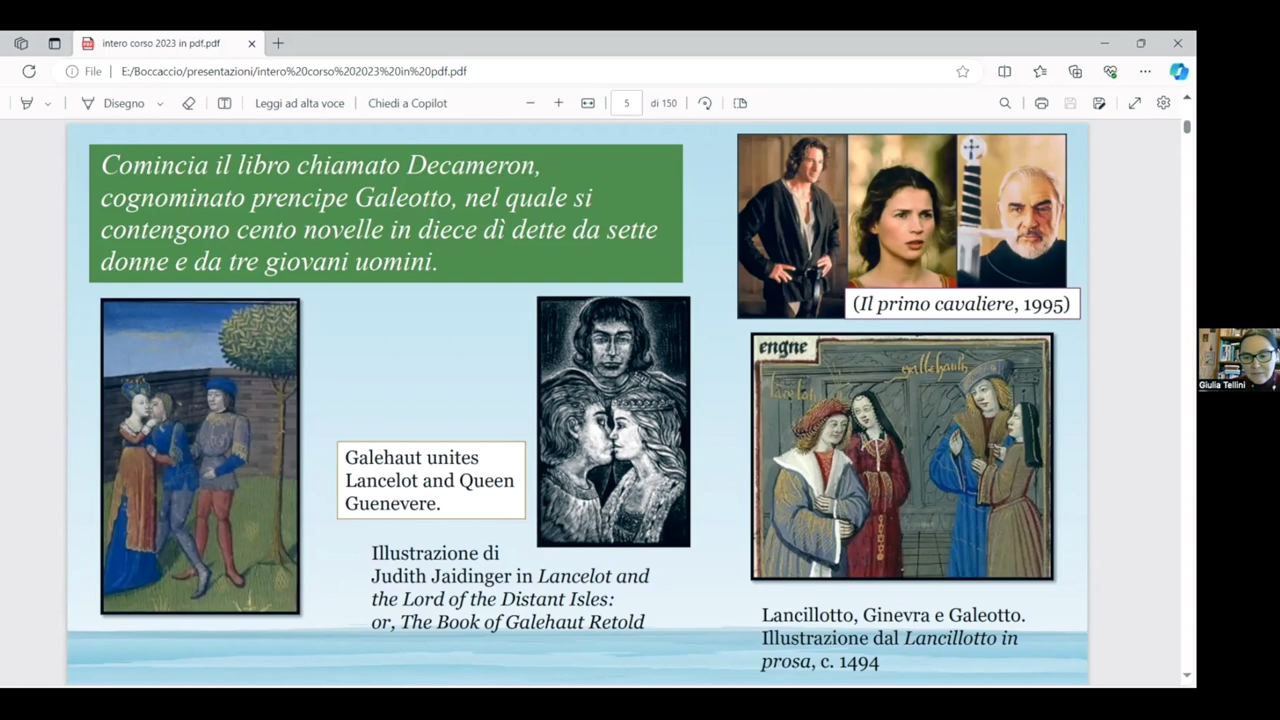 intero corso 2023 in pdf.pdf
File
E:/Boccaccio/presentazioni/intero%20corso%202023%20in%20pdf.pdf
Disegno
Leggi ad alta voce
Chiedi a Copilot
5
di 150
Comincia il libro chiamato Decameron,
cognominato prencipe Galeotto, nel quale si
contengono cento novelle in diece dì dette da sette
donne e da tre giovani uomini.
(Il primo cavaliere, 1995)
engne
gallehault
Galehaut unites
Lancelot and Queen
Guenevere.
Illustrazione di
Judith Jaidinger in Lancelot and
the Lord of the Distant Isles:
or, The Book of Galehaut Retold
Lancillotto, Ginevra e Galeotto.
Illustrazione dal Lancillotto in
prosa, c. 1494
Giulia Tellini